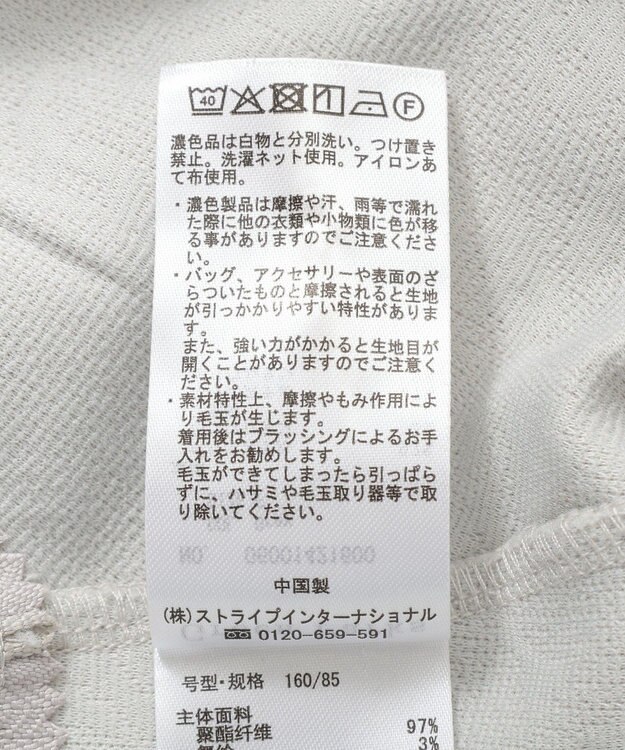 40 F
濃色品は白物と分別洗い。つけ置き
禁止。洗濯ネット使用。アイロンあ
て布使用。
・濃色製品は摩擦や汗、雨等で濡れ
た際に他の衣類や小物類に色が移
る事がありますのでご注意くださ
い。
・バッグ、アクセサリーや表面のざ
らついたものと摩擦されると生地
が引っかかりやすい特性がありま
す。
また、強い力がかかると生地目が
開くことがありますのでご注意く
ださい。
・素材特性上、摩擦やもみ作用によ
り毛玉が生じます。
着用後はブラッシングによるお手
入れをお勧めします。
毛玉ができてしまったら引っぱら
ずに、ハサミや毛玉取り器等で取
り除いてください。
NO 06001421600
中国製
(株)ストライプインターナショナル
0120-659-591
号型·规格 160/85
主体面料
聚酯纤维 97%
3%